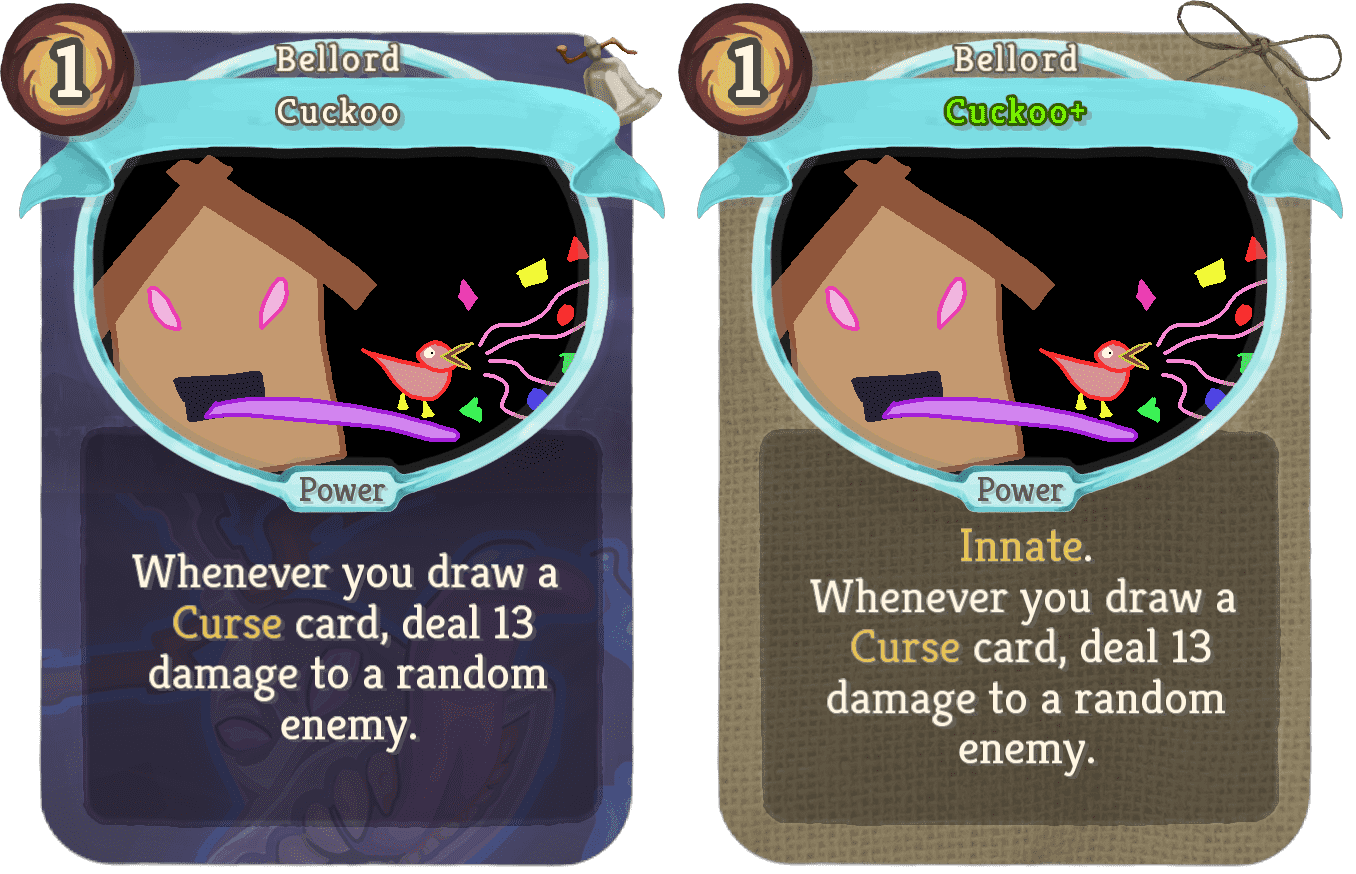 1
Bellord
Cuckoo
Power
Whenever you draw a
Curse card, deal 13
damage to a random
enemy.
1
Bellord
Cuckoo+
Power
Innate.
Whenever you draw a
Curse card, deal 13
damage to a random
enemy.